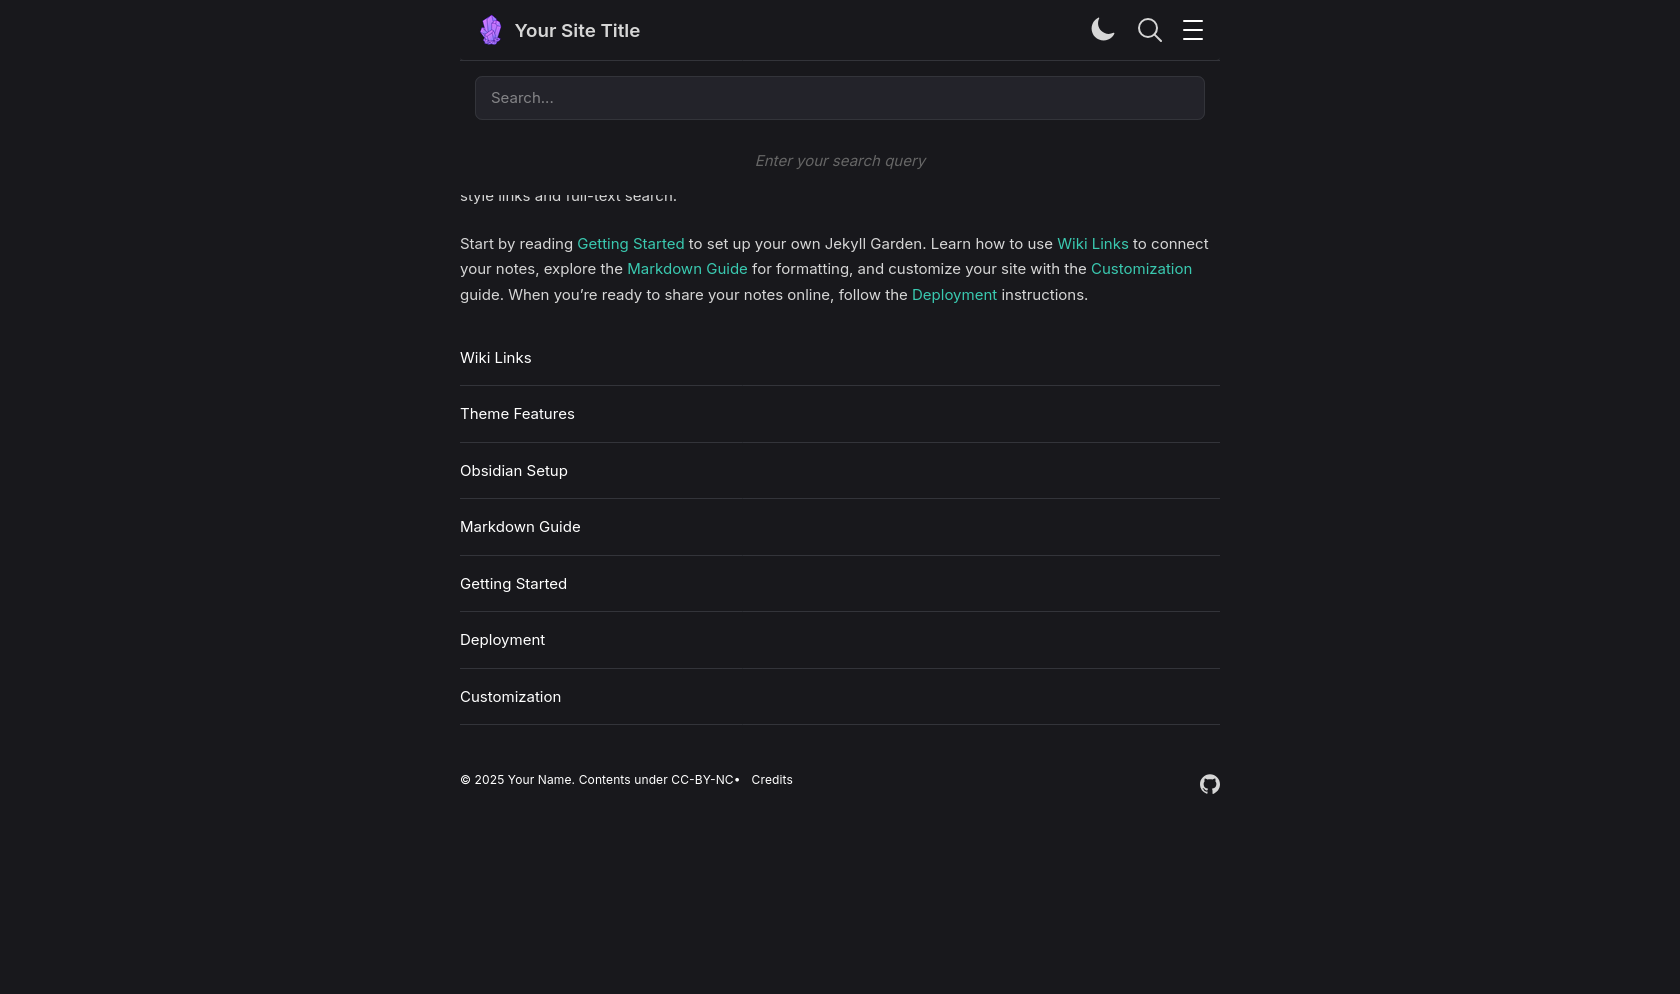 Your Site Title
Search...
Enter your search query
style links and full-text search.
Start by reading Getting Started to set up your own Jekyll Garden. Learn how to use Wiki Links to connect
your notes, explore the Markdown Guide for formatting, and customize your site with the Customization
guide. When you’re ready to share your notes online, follow the Deployment instructions.
Wiki Links
Theme Features
Obsidian Setup
Markdown Guide
Getting Started
Deployment
Customization
© 2025 Your Name. Contents under CC-BY-NC• Credits